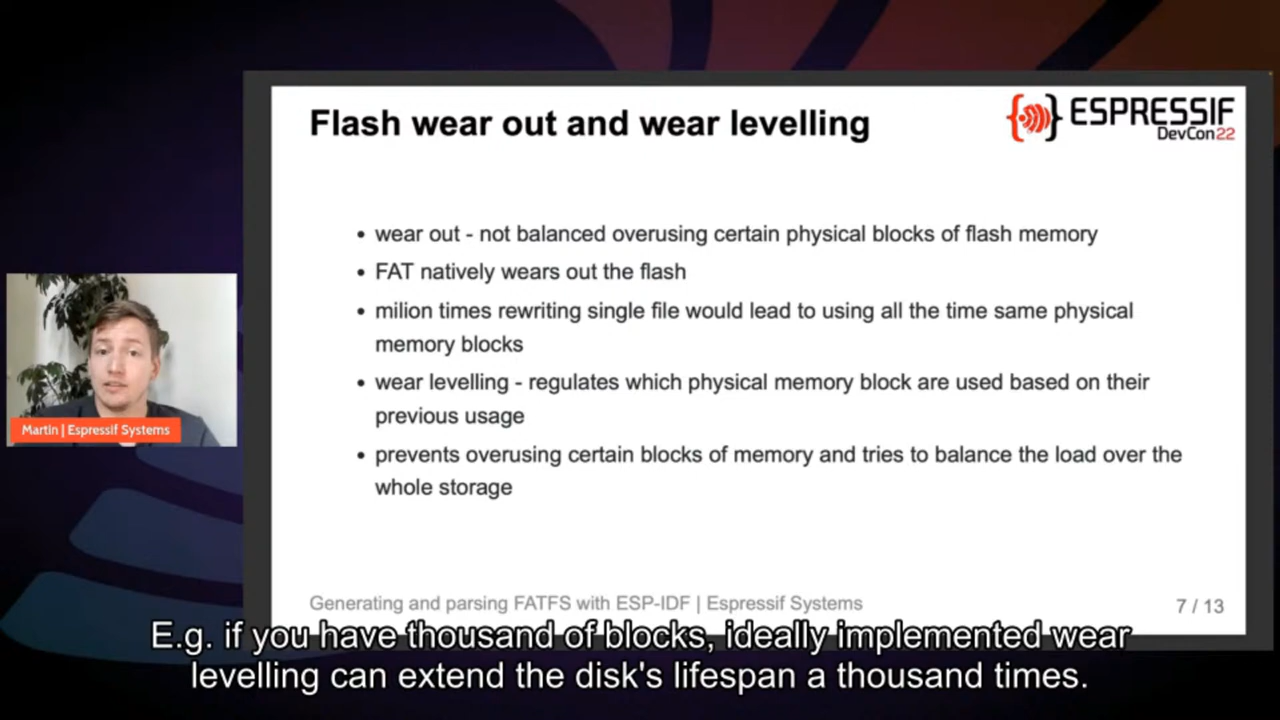 Flash wear out and wear levelling
{ } ESPRESSIF
DevCon22
• wear out - not balanced overusing certain physical blocks of flash memory
• FAT natively wears out the flash
• milion times rewriting single file would lead to using all the time same physical
memory blocks
• wear levelling - regulates which physical memory block are used based on their
previous usage
• prevents overusing certain blocks of memory and tries to balance the load over the
whole storage
Martin | Espressif Systems
Generating and parsing FATFS with ESP-IDF | Espressif Systems
7 / 13
E.g. if you have thousand of blocks, ideally implemented wear
levelling can extend the disk's lifespan a thousand times.